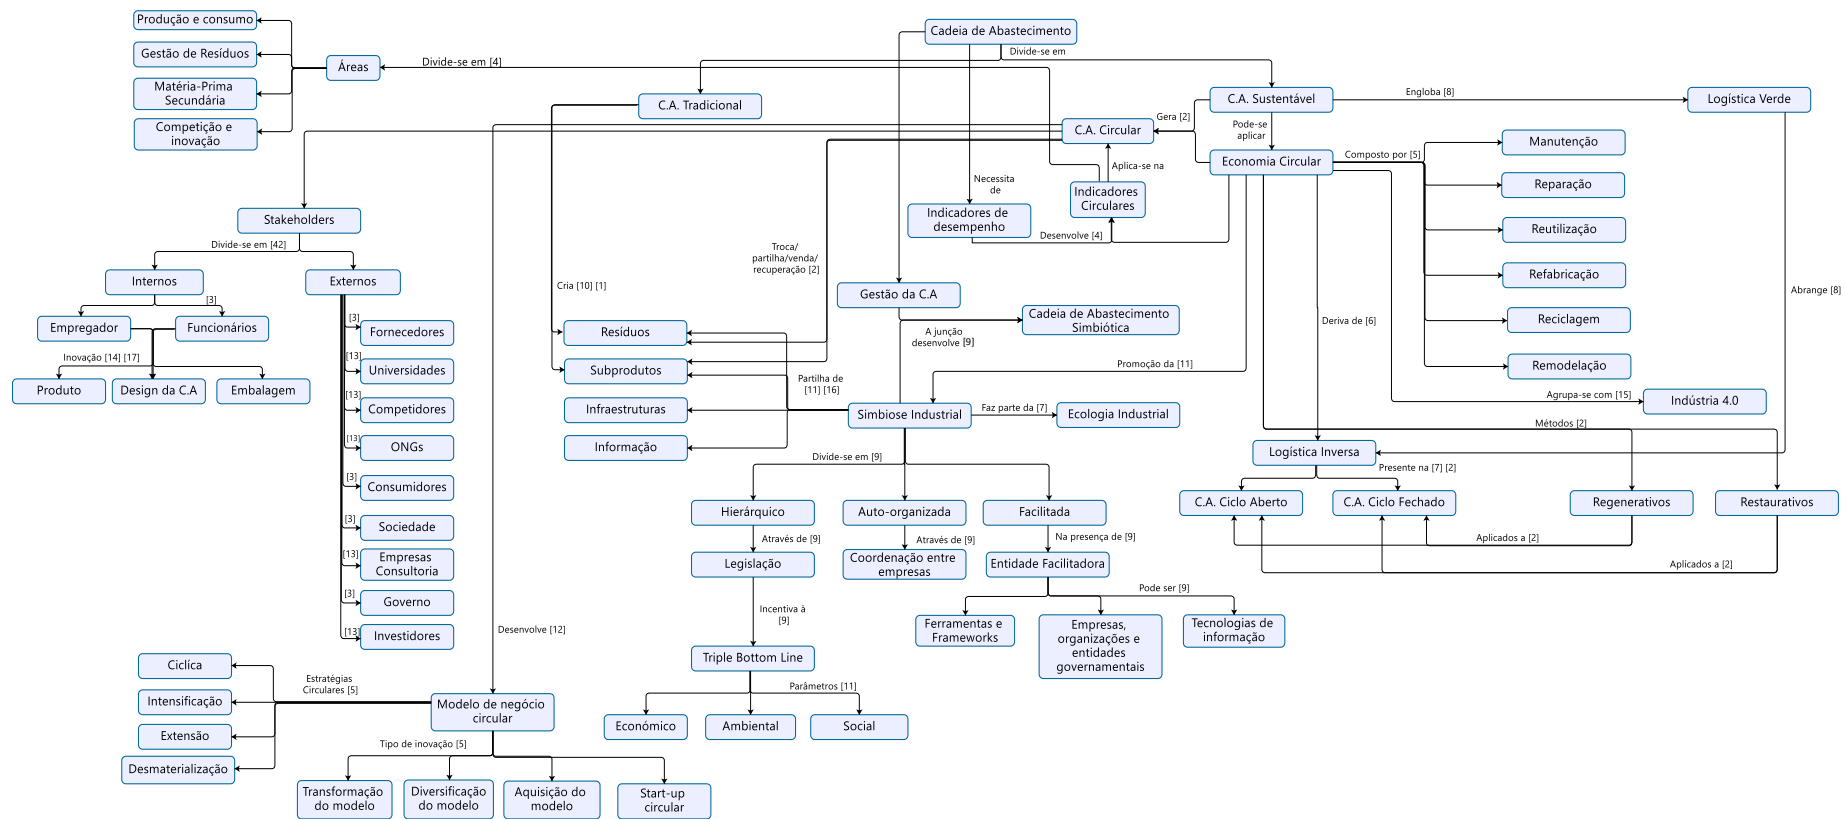 Produção e consumo
Gestão de Resíduos
Matéria-Prima
Secundária
Competição e
inovação
Áreas
Divide-se em [4]
Cadeia de Abastecimento
Divide-se em
C.A. Tradicional
C.A. Sustentável
Engloba [8]
Logística Verde
Gera [2]
Pode-se
aplicar
C.A. Circular
Aplica-se na
Economia Circular
Composto por [5]
Manutenção
Reparação
Reutilização
Refabricação
Reciclagem
Remodelação
Abrange [8]
Necessita
de
Indicadores
Circulares
Indicadores de
desempenho
Desenvolve [4]
Stakeholders
Divide-se em [42]
Internos
Externos
[3]
Empregador
Funcionários
Inovação [14] [17]
Produto
Design da C.A
Embalagem
[3]
Fornecedores
[13]
Universidades
[13]
Competidores
[13]
ONGs
[3]
Consumidores
[3]
Sociedade
[13]
Empresas
Consultoria
[3]
Governo
[13]
Investidores
Troca/
partilha/venda/
recuperação [2]
Cria [10] [1]
Gestão da C.A
Cadeia de Abastecimento
Simbiótica
A junção
desenvolve [9]
Resíduos
Subprodutos
Infraestruturas
Informação
Partilha de
[11] [16]
Promoção da [11]
Deriva de [6]
Simbiose Industrial
Faz parte da [7]
Ecologia Industrial
Agrupa-se com [15]
Indústria 4.0
Métodos [2]
Logística Inversa
Presente na [7] [2]
C.A. Ciclo Aberto
C.A. Ciclo Fechado
Regenerativos
Restaurativos
Aplicados a [2]
Aplicados a [2]
Divide-se em [9]
Hierárquico
Auto-organizada
Facilitada
Através de [9]
Através de [9]
Na presença de [9]
Legislação
Coordenação entre
empresas
Entidade Facilitadora
Pode ser [9]
Ferramentas e
Frameworks
Empresas,
organizações e
entidades
governamentais
Tecnologias de
informação
Incentiva à
[9]
Triple Bottom Line
Parâmetros [11]
Económico
Ambiental
Social
Desenvolve [12]
Modelo de negócio
circular
Estratégias
Circulares [5]
Ciclíca
Intensificação
Extensão
Desmaterialização
Tipo de inovação [5]
Transformação
do modelo
Diversificação
do modelo
Aquisição do
modelo
Start-up
circular